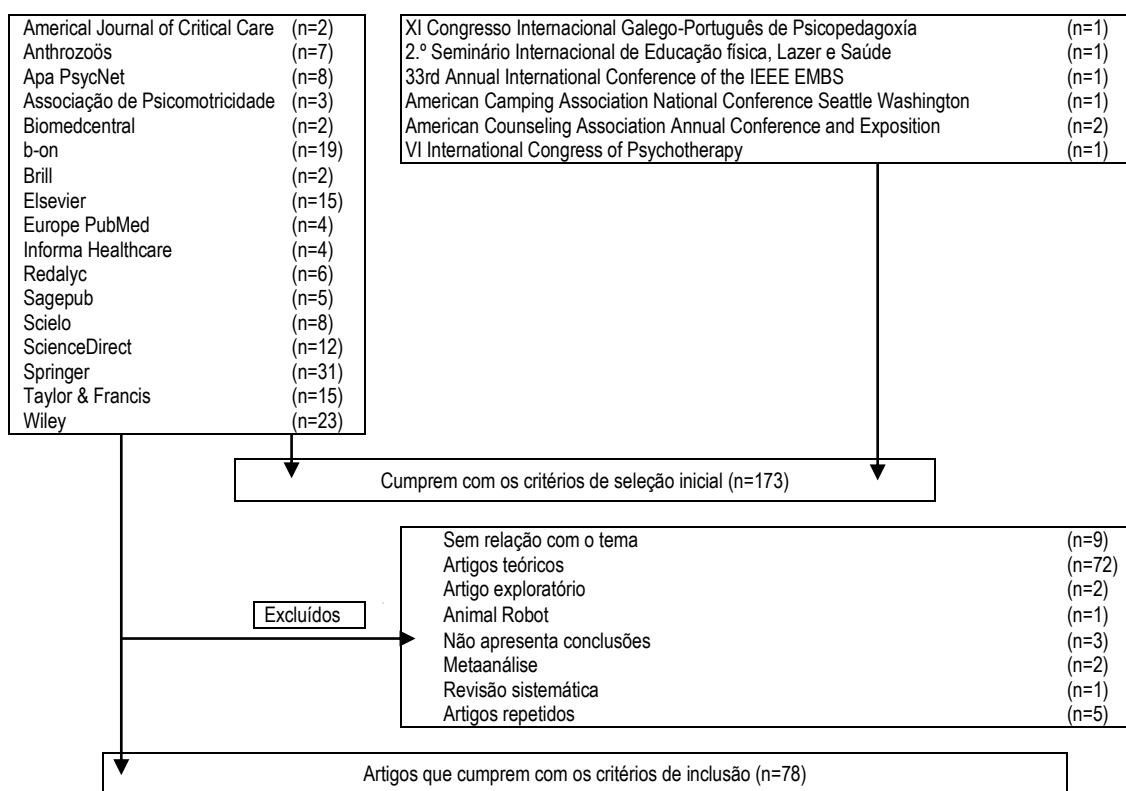 Americal Journal of Critical Care (n=2)
Anthrozoös (n=7)
Apa PsycNet (n=8)
Associação de Psicomotricidade (n=3)
Biomedcentral (n=2)
b-on (n=19)
Brill (n=2)
Elsevier (n=15)
Europe PubMed (n=4)
Informa Healthcare (n=4)
Redalyc (n=6)
Sagepub (n=5)
Scielo (n=8)
ScienceDirect (n=12)
Springer (n=31)
Taylor & Francis (n=15)
Wiley (n=23)
XI Congresso Internacional Galego-Português de Psicopedagoxía (n=1)
2.º Seminário Internacional de Educação física, Lazer e Saúde (n=1)
33rd Annual International Conference of the IEEE EMBS (n=1)
American Camping Association National Conference Seattle Washington (n=1)
American Counseling Association Annual Conference and Exposition (n=2)
VI International Congress of Psychotherapy (n=1)
Cumprem com os critérios de seleção inicial (n=173)
Excluídos
Sem relação com o tema (n=9)
Artigos teóricos (n=72)
Artigo exploratório (n=2)
Animal Robot (n=1)
Não apresenta conclusões (n=3)
Metaanálise (n=2)
Revisão sistemática (n=1)
Artigos repetidos (n=5)
Artigos que cumprem com os critérios de inclusão (n=78)